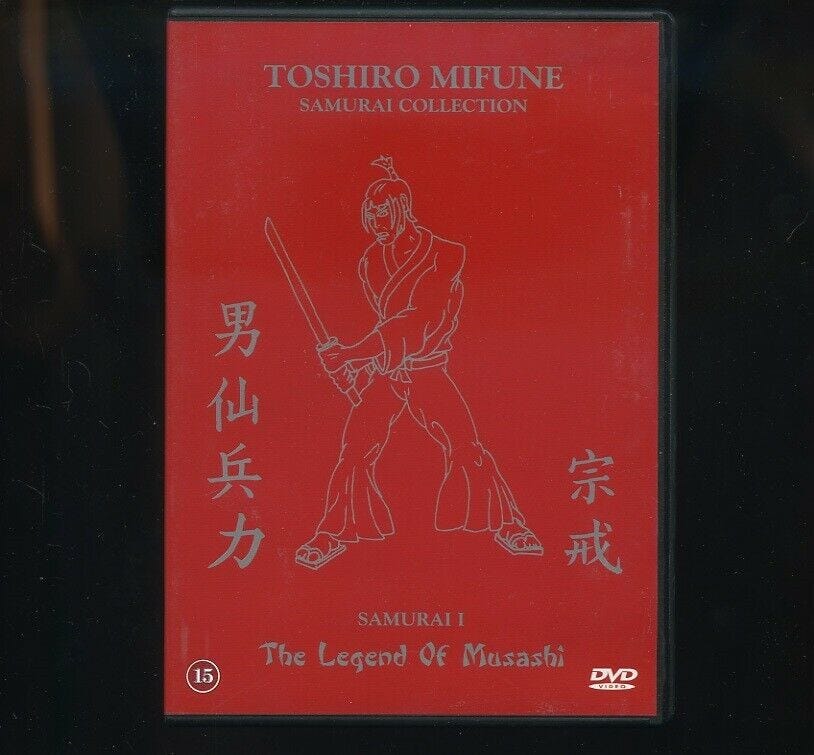 TOSHIRO MIFUNE
SAMURAI COLLECTION
男仙兵力
宗戒
SAMURAI I
The Legend Of Musashi
15
DVD
VIDEO